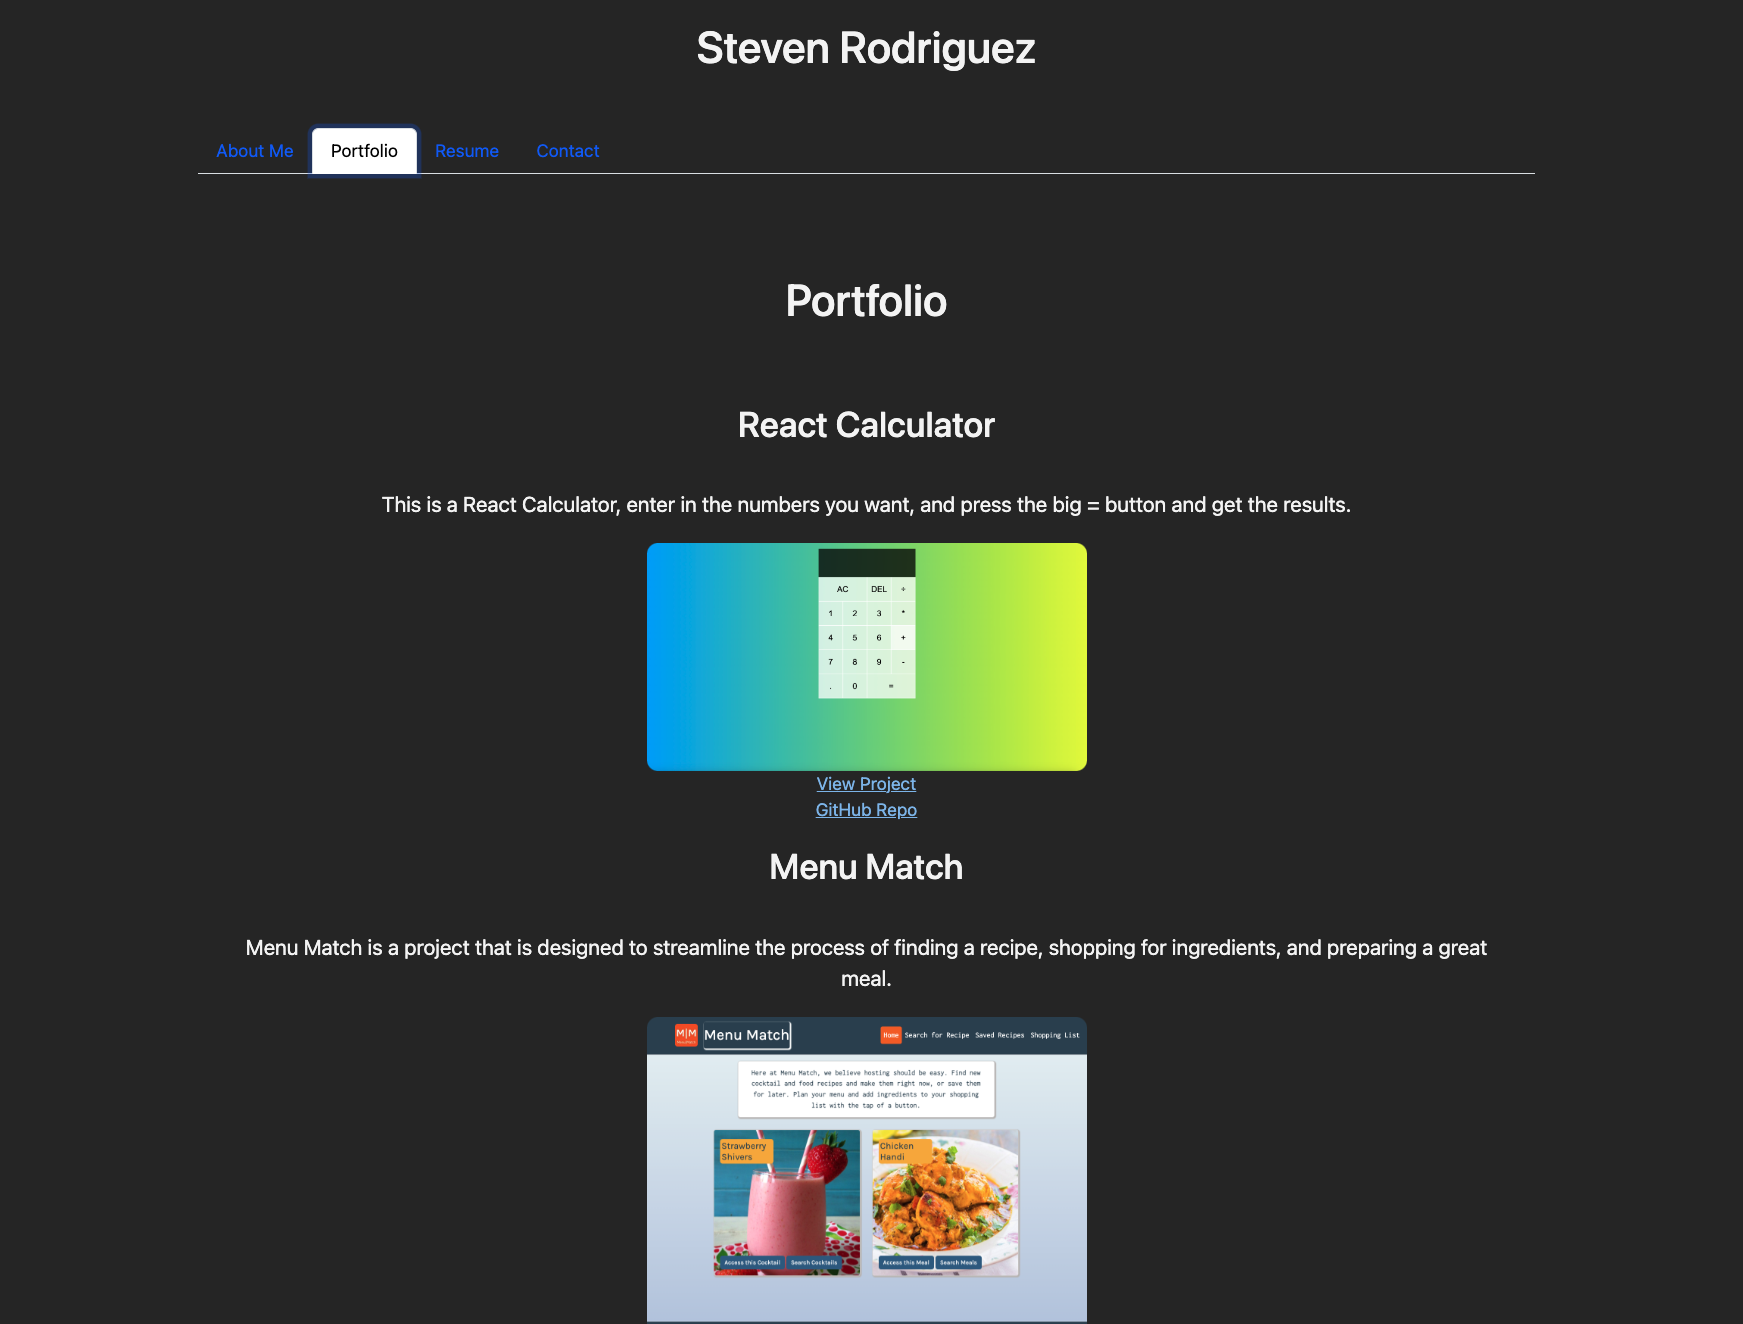 Steven Rodriguez
About Me Portfolio Resume Contact
Portfolio
React Calculator
This is a React Calculator, enter in the numbers you want, and press the big = button and get the results.
AC DEL ÷
1 2 3 *
4 5 6 +
7 8 9 -
. 0 =
View Project
GitHub Repo
Menu Match
Menu Match is a project that is designed to streamline the process of finding a recipe, shopping for ingredients, and preparing a great
meal.
M|M Menu Match Home Search for Recipe Saved Recipes Shopping List
Here at Menu Match, we believe hosting should be easy. Find new
cocktail and food recipes and make them right now, or save them
for later. Plan your menu and add ingredients to your shopping
list with the tap of a button.
Strawberry
Shivers
Chicken
Handi
Access this Cocktail Search Cocktails
Access this Meal Search Meals